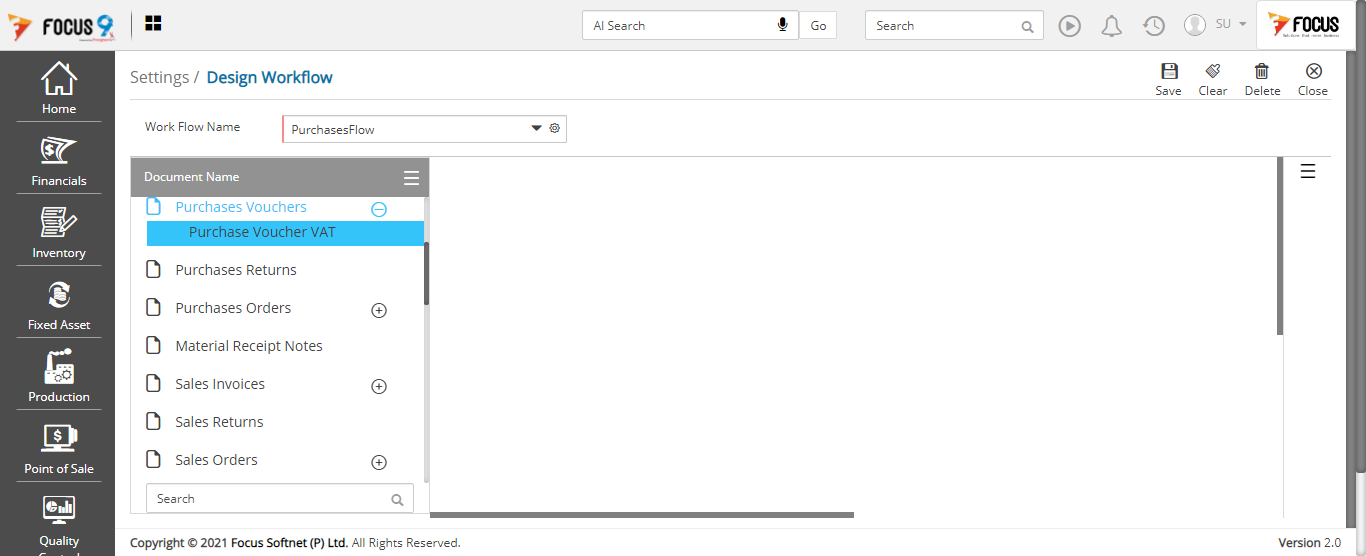 FOCUS 9
AI Search
Go
Search
SU
FOCUS
Home
Financials
Inventory
Fixed Asset
Production
Point of Sale
Quality
Settings / Design Workflow
Save
Clear
Delete
Close
Work Flow Name
PurchasesFlow
Document Name
Purchases Vouchers
Purchase Voucher VAT
Purchases Returns
Purchases Orders
Material Receipt Notes
Sales Invoices
Sales Returns
Sales Orders
Search
Copyright © 2021 Focus Softnet (P) Ltd. All Rights Reserved.
Version 2.0